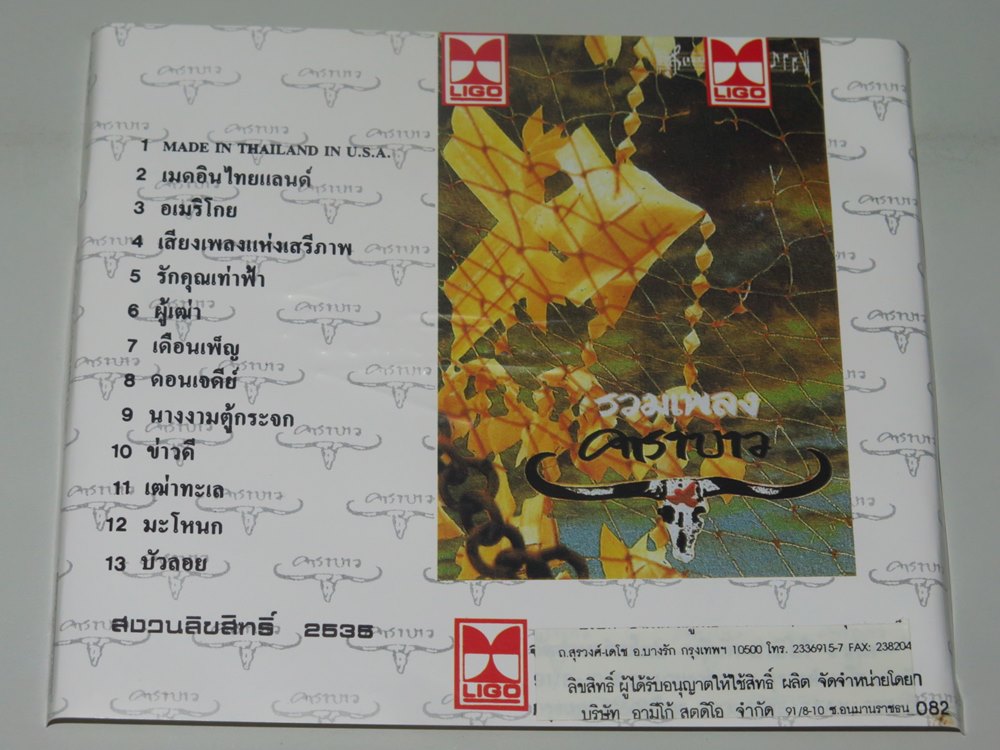 LIGO
LIGO
1 MADE IN THAILAND IN U.S.A.
2 เมดอินไทยแลนด์
3 อเมริโกย
4 เสียงเพลงแห่งเสรีภาพ
5 รักคุณเท่าฟ้า
6 ผู้เฒ่า
7 เดือนเพ็ญ
8 ดอนเจดีย์
9 นางงามตู้กระจก
10 ข่าวดี
11 เฒ่าทะเล
12 มะโหนก
13 บัวลอย
รวมเพลง
คาราบาว
สงวนลิขสิทธิ์ 2535
LIGO
ถ.สุรวงศ์-เดโช อ.บางรัก กรุงเทพฯ 10500 โทร. 2336915-7 FAX: 238204
ลิขสิทธิ์ ผู้ได้รับอนุญาตให้ใช้สิทธิ์ ผลิต จัดจำหน่ายโดย
บริษัท อามีโก้ สตูดิโอ จำกัด 91/8-10 ซ.อนุมานราชธน 082